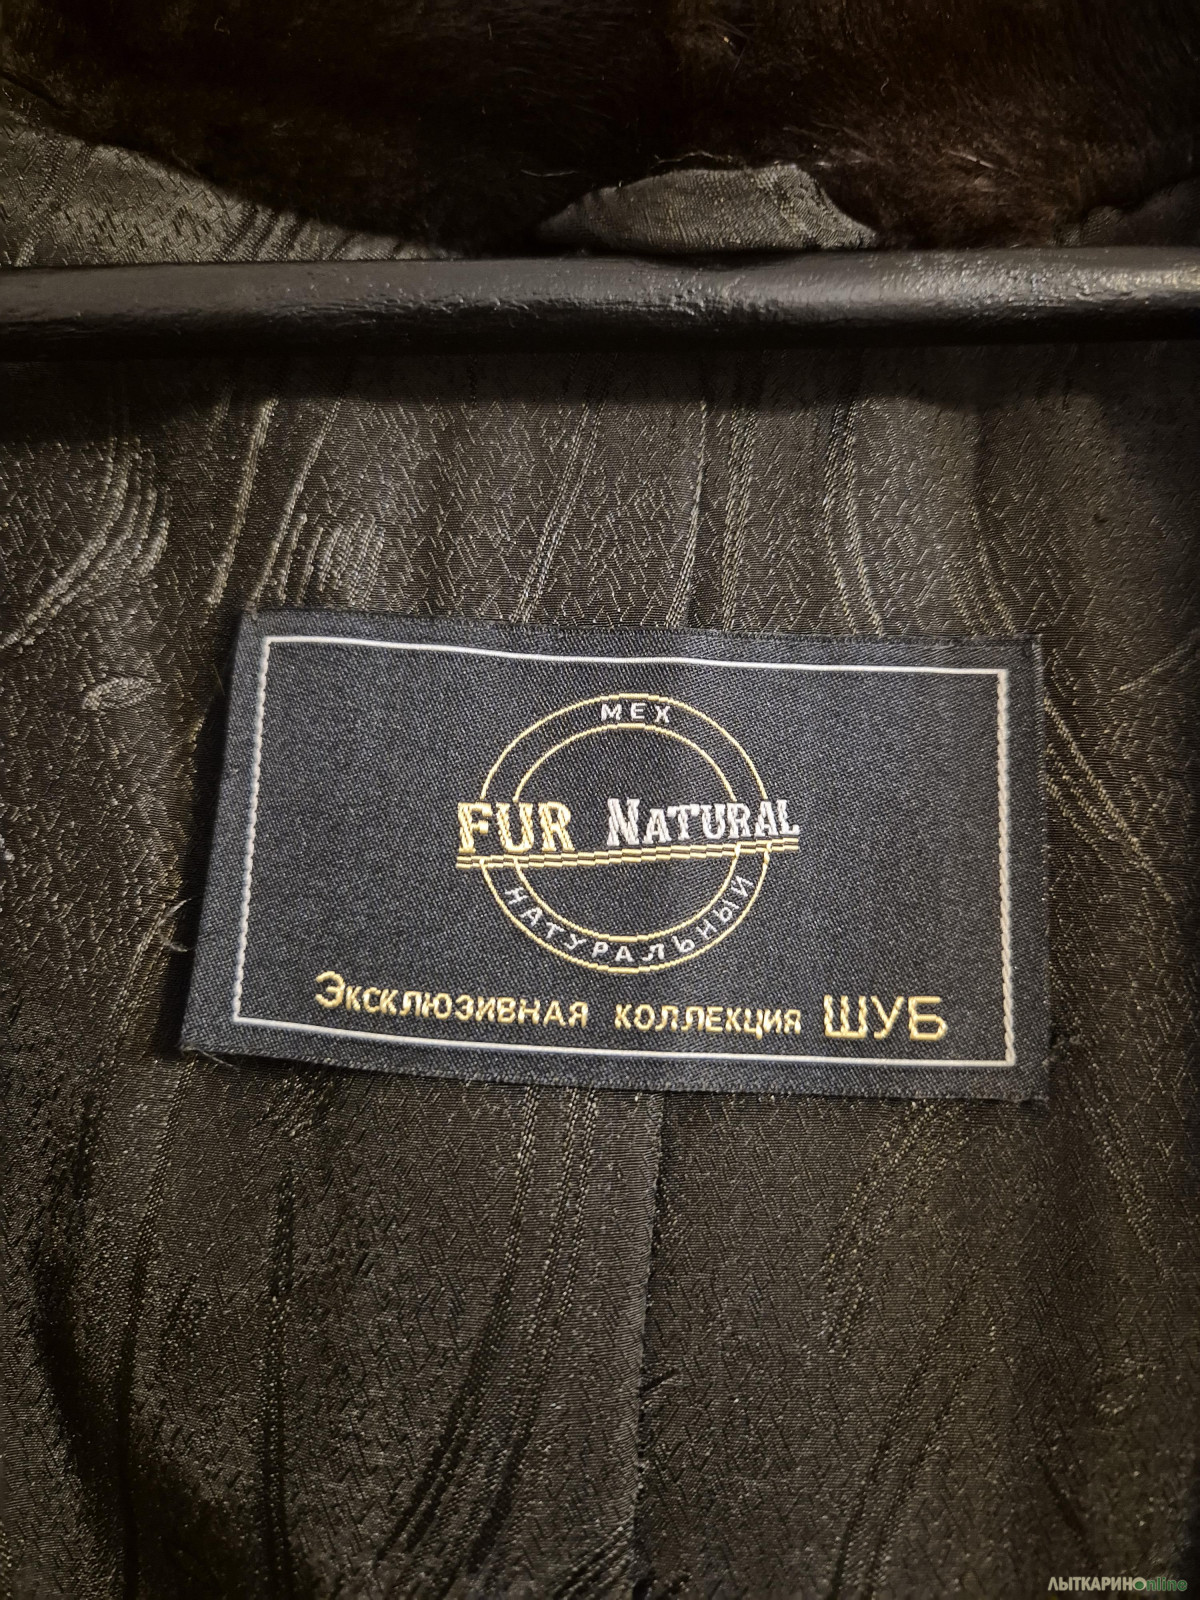 МЕХ
FUR NATURAL
НАТУРАЛЬНЫЙ
Эксклюзивная коллекция ШУБ
ЛЫТКАРИНОonline